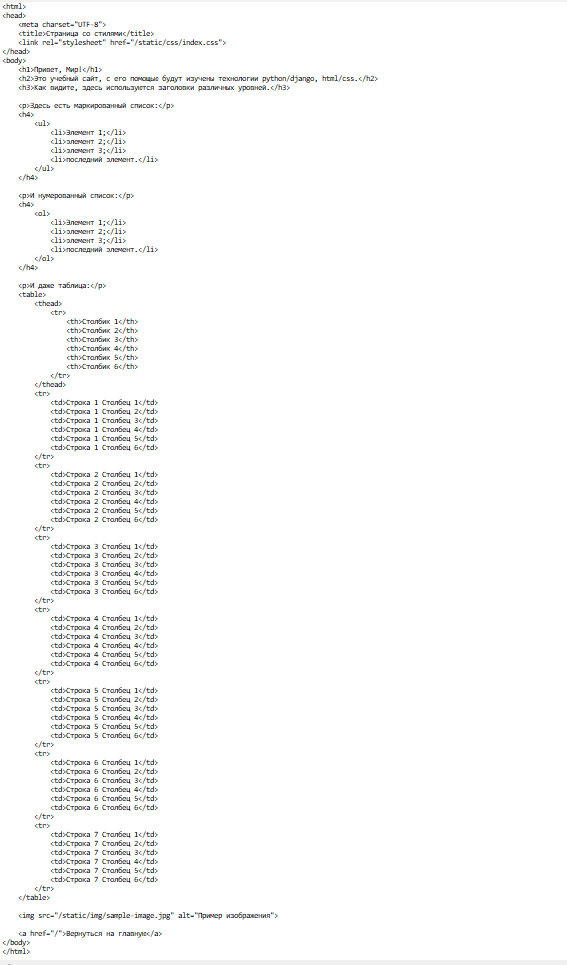 <html>
<head>
    <meta charset="UTF-8">
    <title>Страница со стилями</title>
    <link rel="stylesheet" href="/static/css/index.css">
</head>
<body>
    <h1>Привет, Мир!</h1>
    <h2>Это учебный сайт, с его помощью будут изучены технологии python/django, html/css.</h2>
    <h3>Как видите, здесь используются заголовки различных уровней.</h3>

    <p>Здесь есть маркированный список:</p>
    <h4>
        <ul>
            <li>Элемент 1;</li>
            <li>элемент 2;</li>
            <li>элемент 3;</li>
            <li>последний элемент.</li>
        </ul>
    </h4>

    <p>И нумерованный список:</p>
    <h4>
        <ol>
            <li>Элемент 1;</li>
            <li>элемент 2;</li>
            <li>элемент 3;</li>
            <li>последний элемент.</li>
        </ol>
    </h4>

    <p>И даже таблица:</p>
    <table>
        <thead>
            <tr>
                <th>Столбик 1</th>
                <th>Столбик 2</th>
                <th>Столбик 3</th>
                <th>Столбик 4</th>
                <th>Столбик 5</th>
                <th>Столбик 6</th>
            </tr>
        </thead>
        <tr>
            <td>Строка 1 Столбец 1</td>
            <td>Строка 1 Столбец 2</td>
            <td>Строка 1 Столбец 3</td>
            <td>Строка 1 Столбец 4</td>
            <td>Строка 1 Столбец 5</td>
            <td>Строка 1 Столбец 6</td>
        </tr>
        <tr>
            <td>Строка 2 Столбец 1</td>
            <td>Строка 2 Столбец 2</td>
            <td>Строка 2 Столбец 3</td>
            <td>Строка 2 Столбец 4</td>
            <td>Строка 2 Столбец 5</td>
            <td>Строка 2 Столбец 6</td>
        </tr>
        <tr>
            <td>Строка 3 Столбец 1</td>
            <td>Строка 3 Столбец 2</td>
            <td>Строка 3 Столбец 3</td>
            <td>Строка 3 Столбец 4</td>
            <td>Строка 3 Столбец 5</td>
            <td>Строка 3 Столбец 6</td>
        </tr>
        <tr>
            <td>Строка 4 Столбец 1</td>
            <td>Строка 4 Столбец 2</td>
            <td>Строка 4 Столбец 3</td>
            <td>Строка 4 Столбец 4</td>
            <td>Строка 4 Столбец 5</td>
            <td>Строка 4 Столбец 6</td>
        </tr>
        <tr>
            <td>Строка 5 Столбец 1</td>
            <td>Строка 5 Столбец 2</td>
            <td>Строка 5 Столбец 3</td>
            <td>Строка 5 Столбец 4</td>
            <td>Строка 5 Столбец 5</td>
            <td>Строка 5 Столбец 6</td>
        </tr>
        <tr>
            <td>Строка 6 Столбец 1</td>
            <td>Строка 6 Столбец 2</td>
            <td>Строка 6 Столбец 3</td>
            <td>Строка 6 Столбец 4</td>
            <td>Строка 6 Столбец 5</td>
            <td>Строка 6 Столбец 6</td>
        </tr>
        <tr>
            <td>Строка 7 Столбец 1</td>
            <td>Строка 7 Столбец 2</td>
            <td>Строка 7 Столбец 3</td>
            <td>Строка 7 Столбец 4</td>
            <td>Строка 7 Столбец 5</td>
            <td>Строка 7 Столбец 6</td>
        </tr>
    </table>

    <img src="/static/img/sample-image.jpg" alt="Пример изображения">

    <a href="/">Вернуться на главную</a>
</body>
</html>